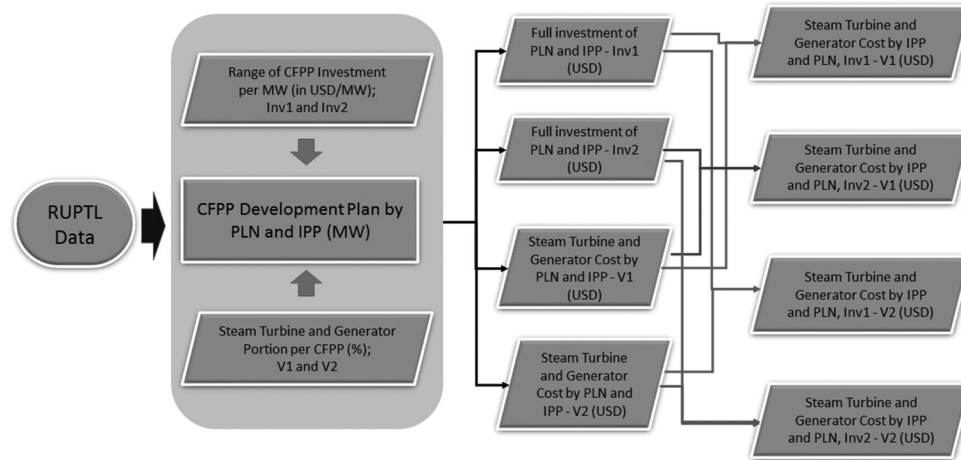 RUPTL
Data
Range of CFPP Investment
per MW (in USD/MW);
Inv1 and Inv2
CFPP Development Plan by
PLN and IPP (MW)
Steam Turbine and Generator
Portion per CFPP (%);
V1 and V2
Full investment of
PLN and IPP - Inv1
(USD)
Full investment of
PLN and IPP - Inv2
(USD)
Steam Turbine and
Generator Cost by
PLN and IPP - V1
(USD)
Steam Turbine
and Generator
Cost by PLN and
IPP - V2 (USD)
Steam Turbine and
Generator Cost by IPP
and PLN, Inv1 - V1 (USD)
Steam Turbine and
Generator Cost by IPP
and PLN, Inv2 - V1 (USD)
Steam Turbine and
Generator Cost by IPP
and PLN, Inv1 - V2 (USD)
Steam Turbine and
Generator Cost by IPP
and PLN, Inv2 - V2 (USD)